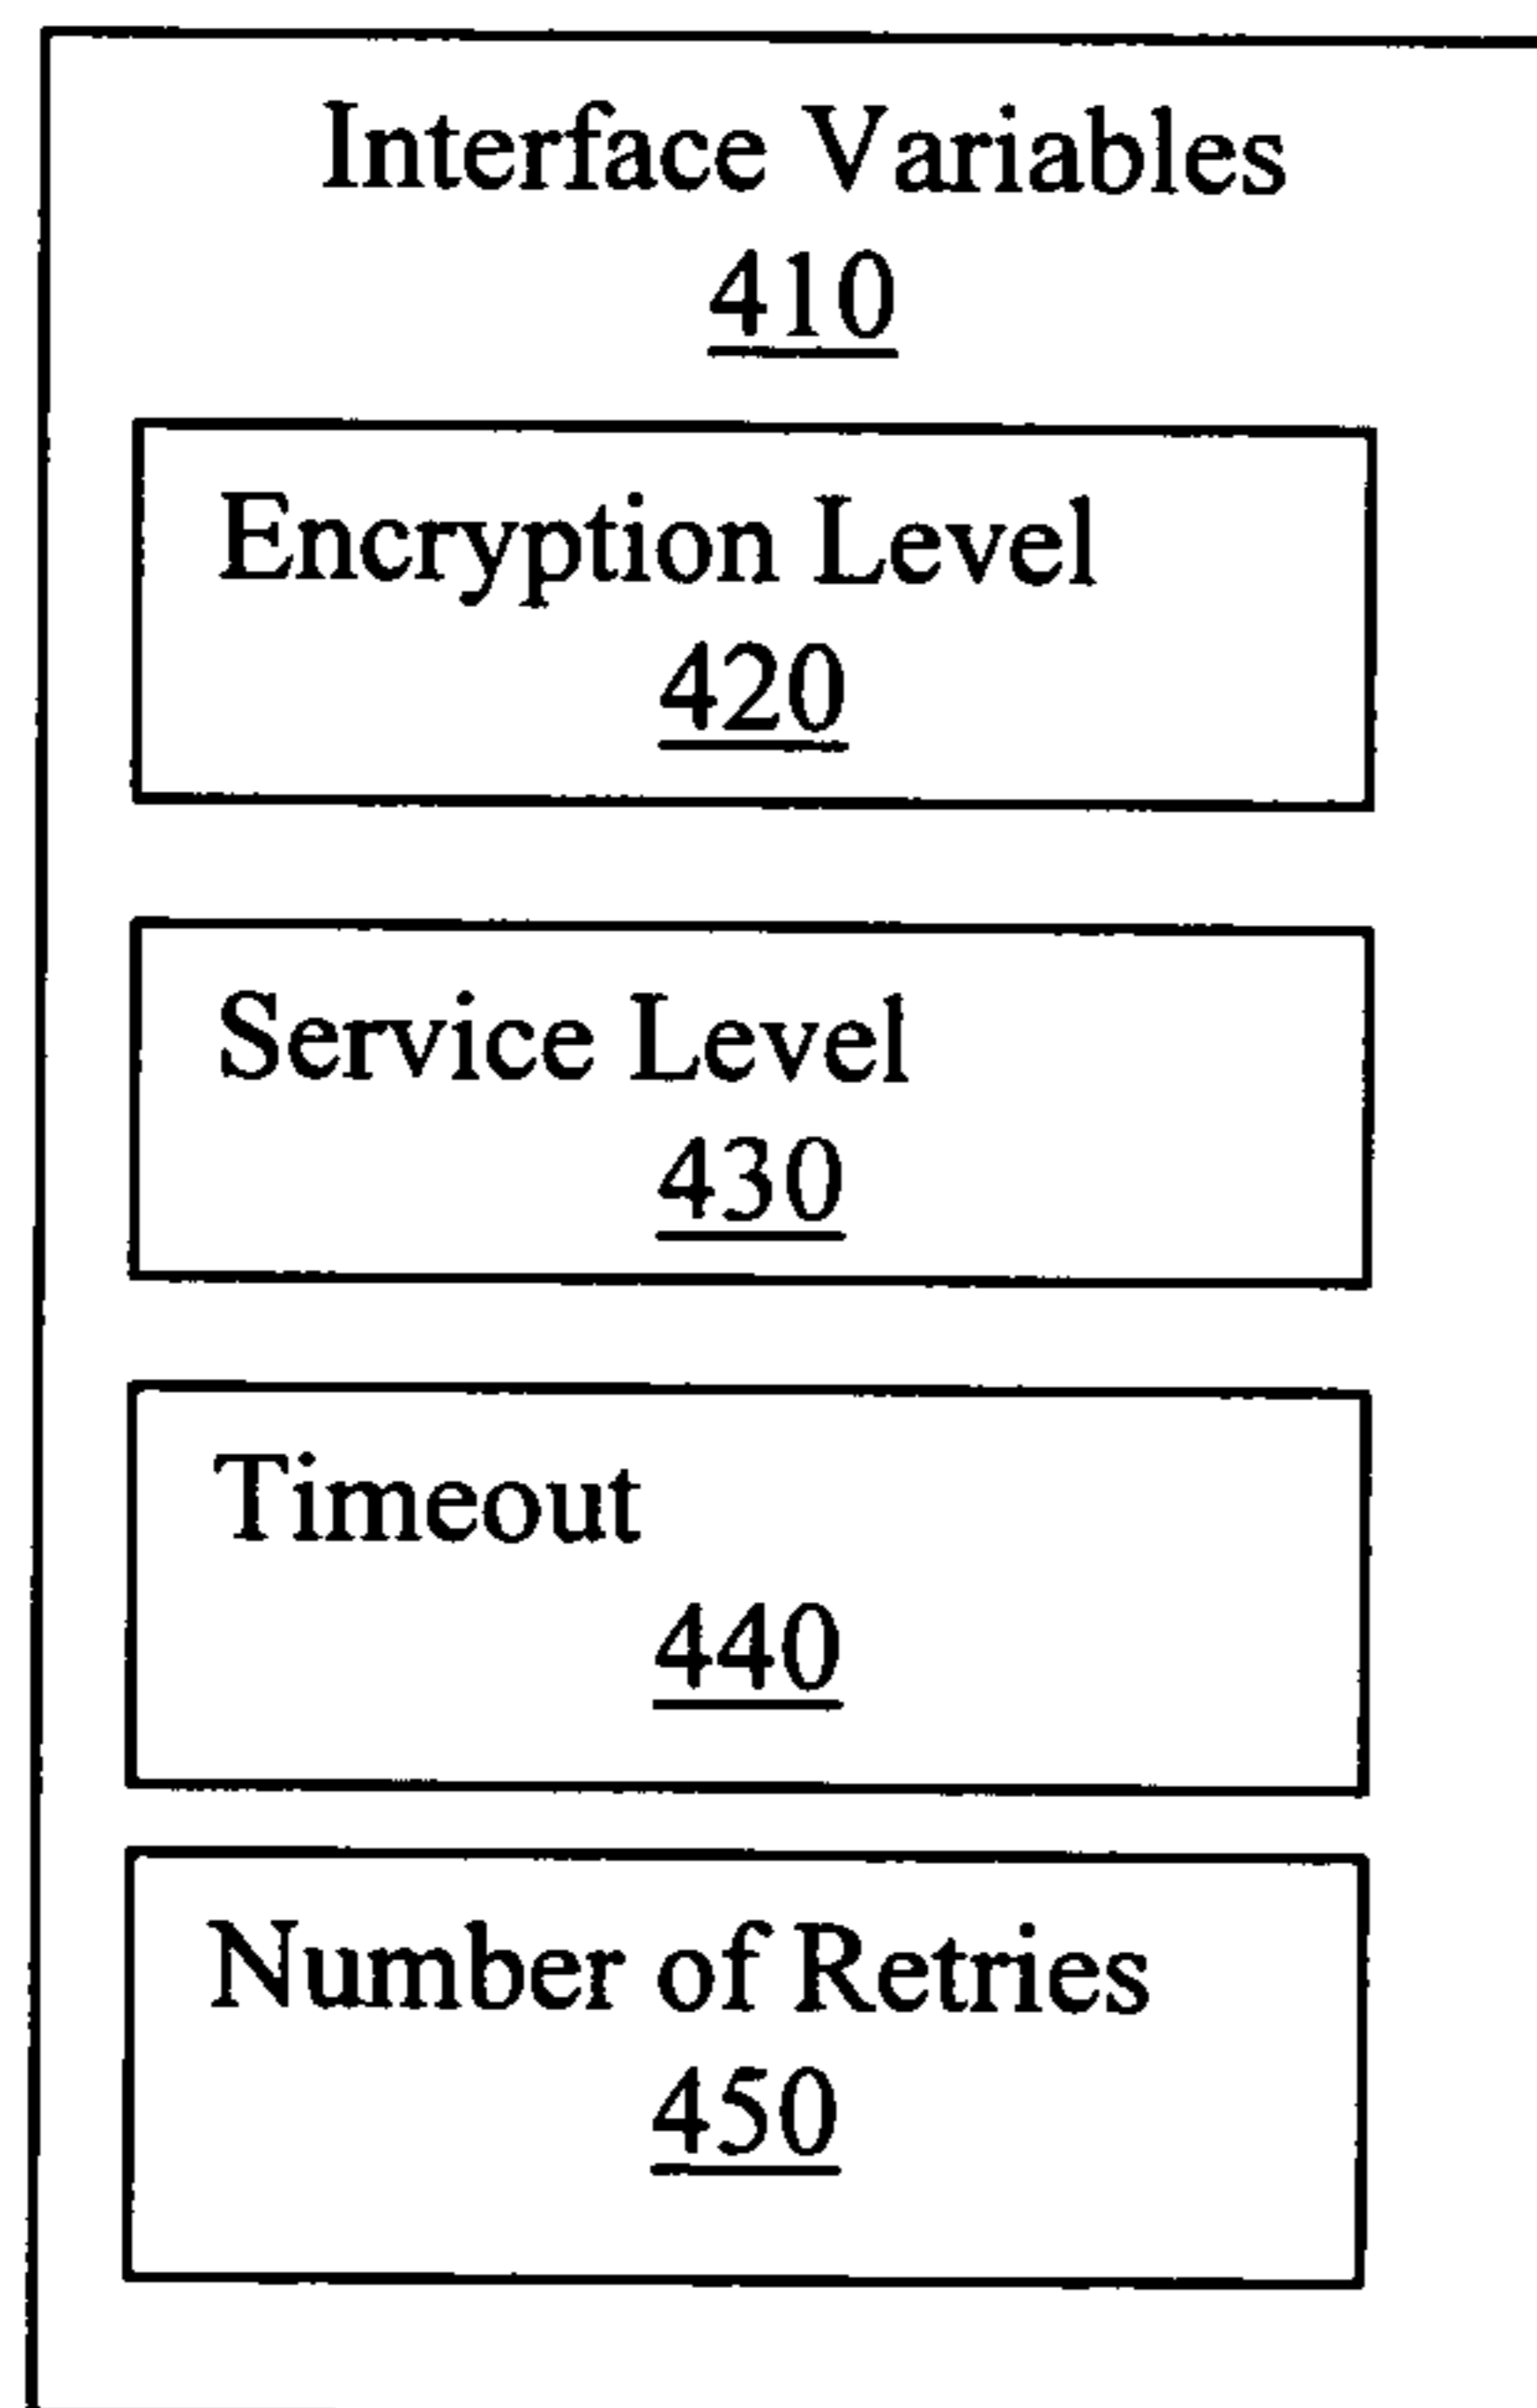 Interface Variables
410
Encryption Level
420
Service Level
430
Timeout
440
Number of Retries
450